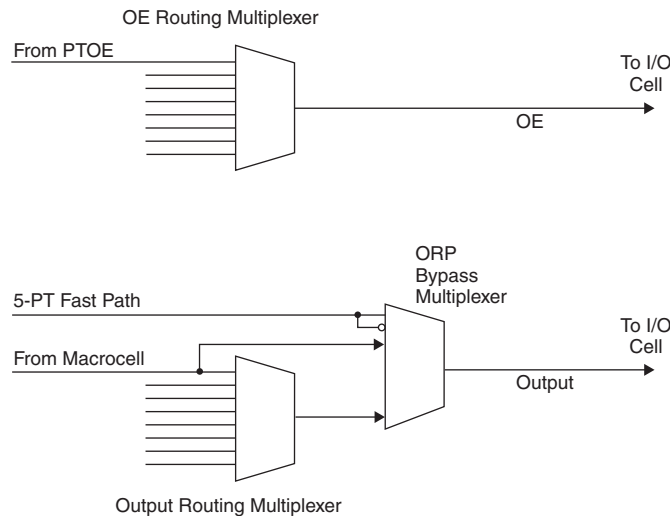 OE Routing Multiplexer
From PTOE
To I/O
Cell
OE
ORP
Bypass
Multiplexer
5-PT Fast Path
To I/O
Cell
From Macrocell
Output
Output Routing Multiplexer